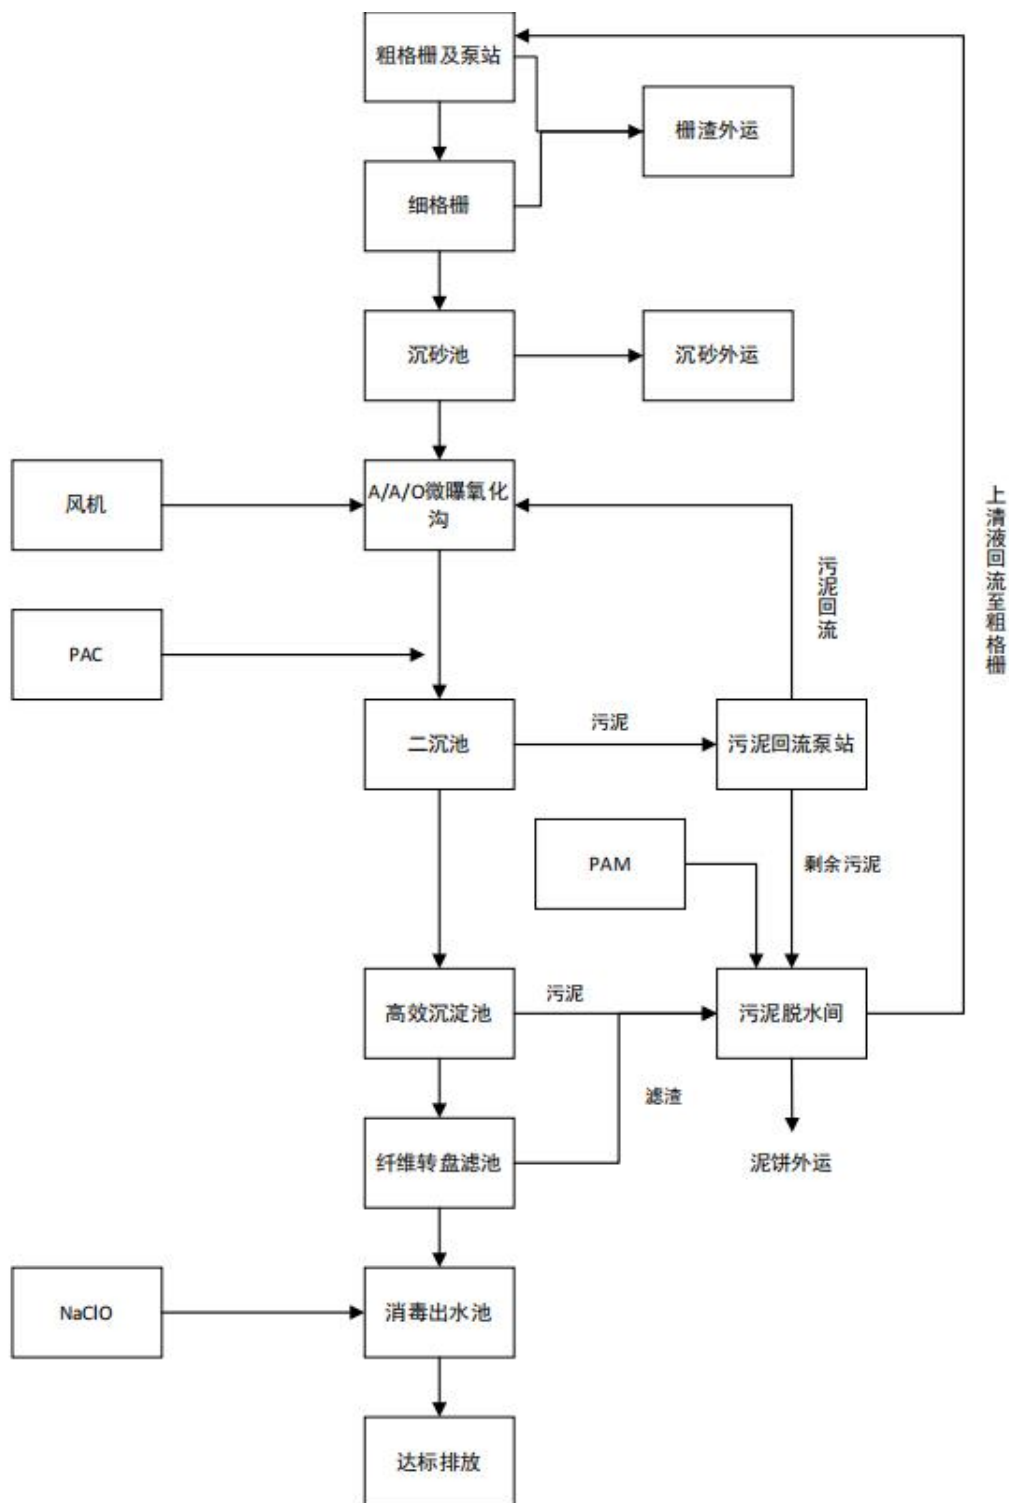 粗格栅及泵站
栅渣外运
细格栅
沉砂池
沉砂外运
风机
A/A/O微曝氧化
沟
污泥回流
上清液回流至粗格栅
PAC
二沉池
污泥
污泥回流泵站
PAM
剩余污泥
高效沉淀池
污泥
污泥脱水间
滤渣
纤维转盘滤池
泥饼外运
NaClO
消毒出水池
达标排放